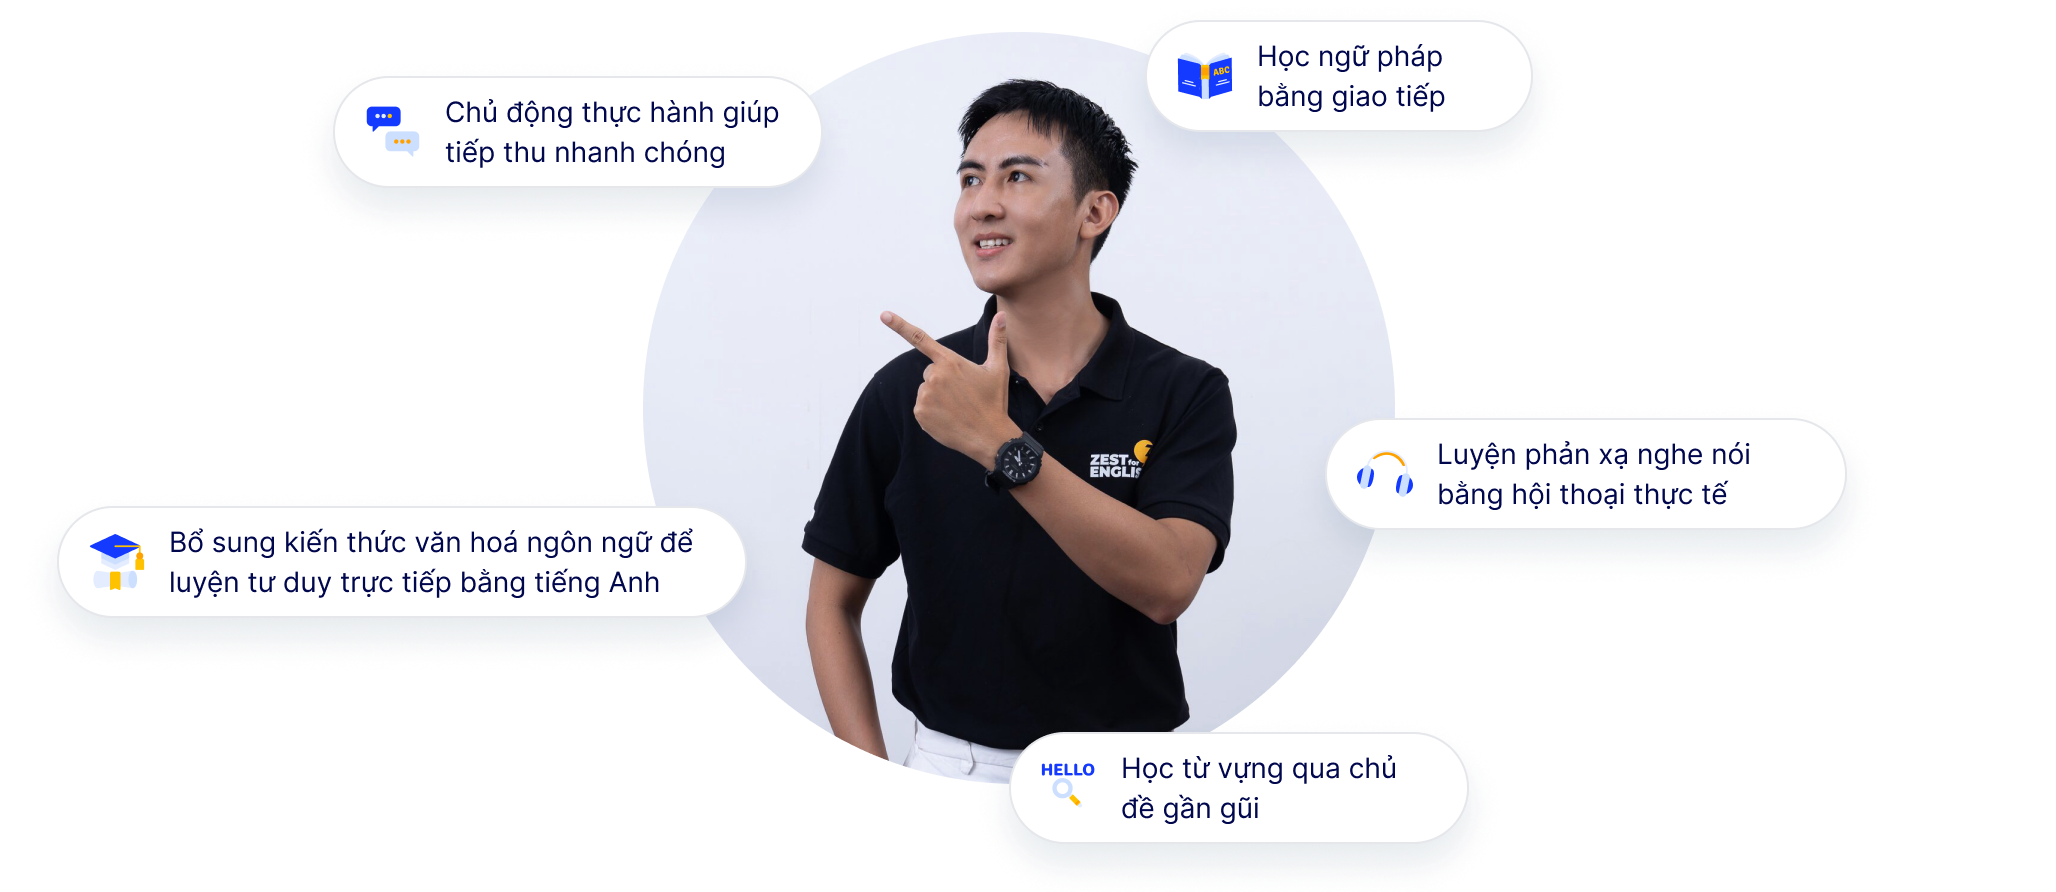 Học ngữ pháp
bằng giao tiếp
ABC
Chủ động thực hành giúp
tiếp thu nhanh chóng
Luyện phản xạ nghe nói
bằng hội thoại thực tế
ZEST for
ENGLIS
Bổ sung kiến thức văn hoá ngôn ngữ để
luyện tư duy trực tiếp bằng tiếng Anh
HELLO
Học từ vựng qua chủ
đề gần gũi